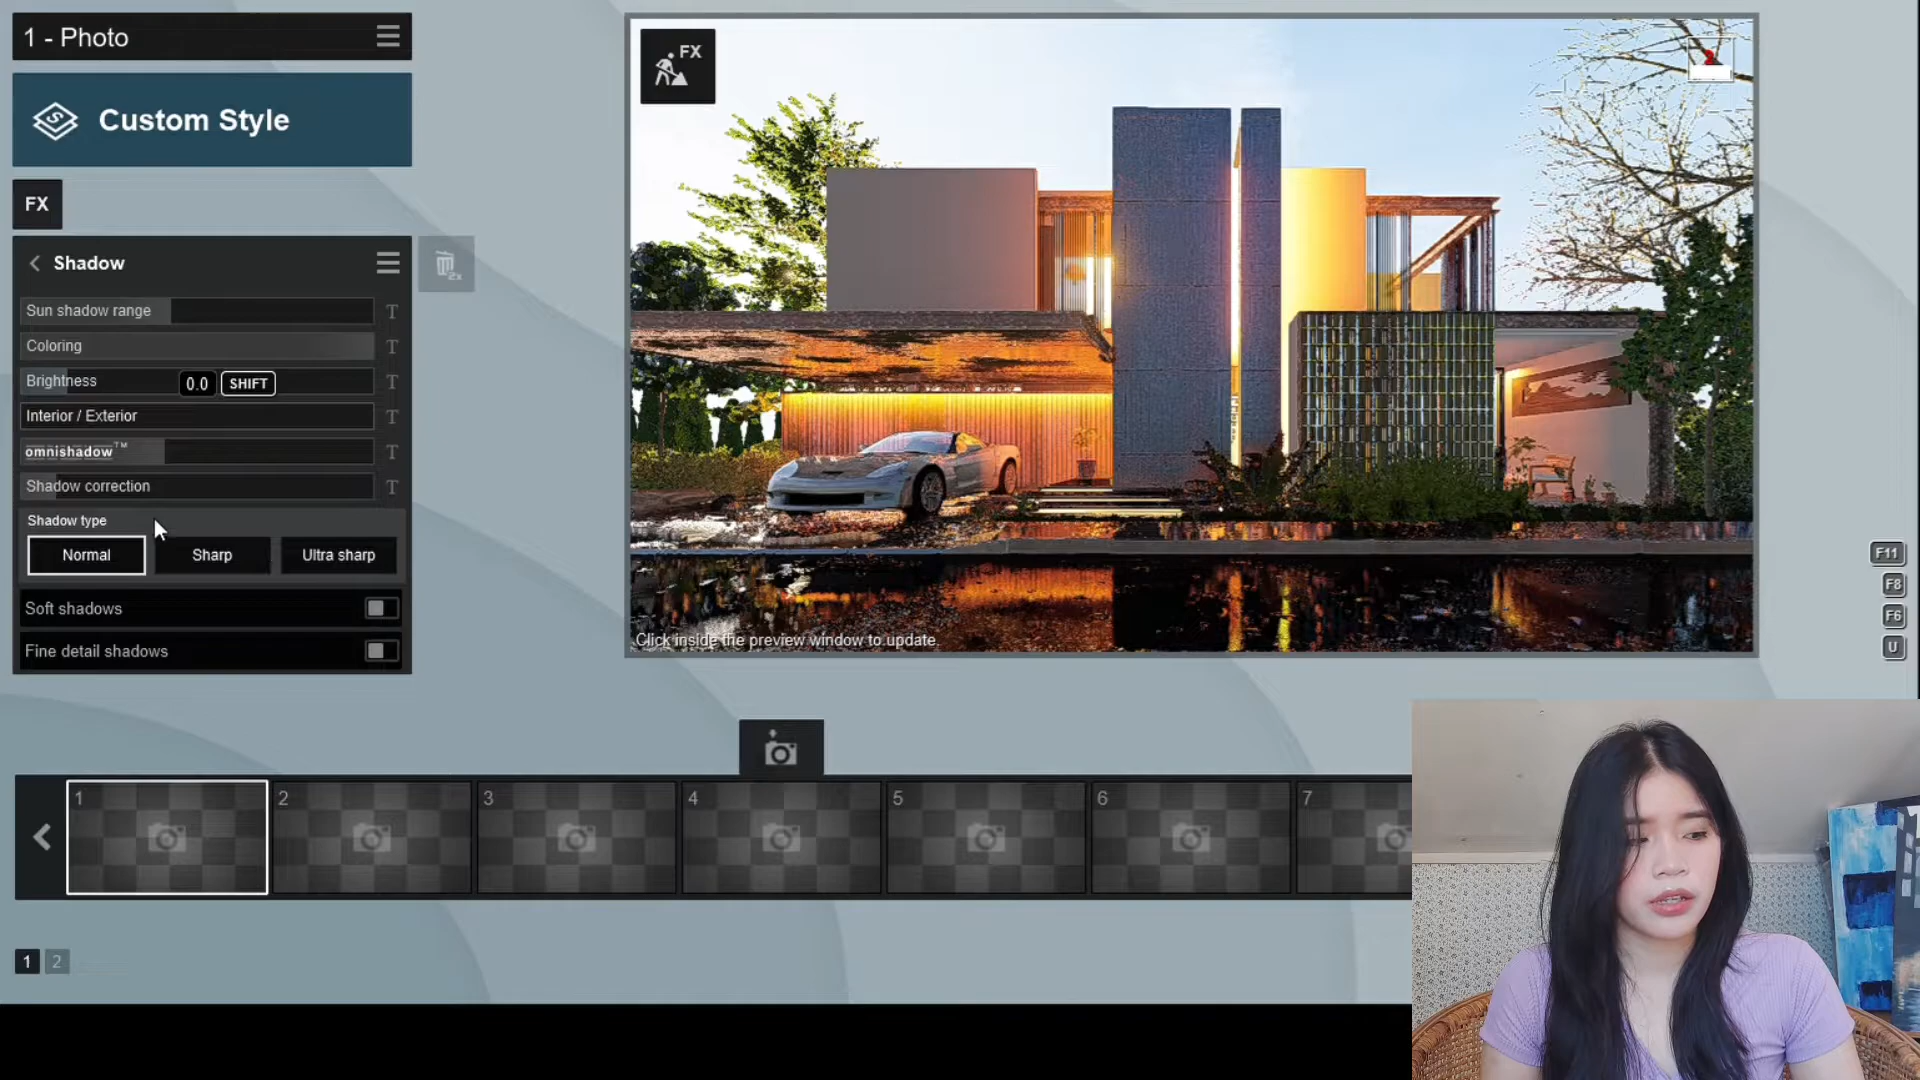 1 - Photo
Custom Style
FX
Shadow
2x
Sun shadow range T
Coloring T
Brightness 0.0 SHIFT T
Interior / Exterior T
omnishadow™ T
Shadow correction T
Shadow type
Normal Sharp Ultra sharp
Soft shadows
Fine detail shadows
FX
Click inside the preview window to update.
F11
F8
F6
U
1 2 3 4 5 6 7
1 2